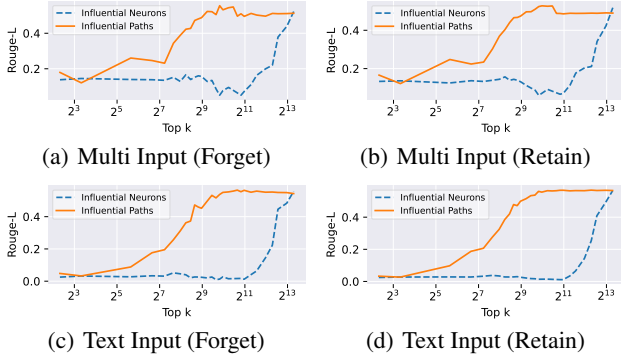 Rouge-L
0.4
0.2
Influential Neurons
Influential Paths
2^3 2^5 2^7 2^9 2^11 2^13
Top k
(a) Multi Input (Forget)
Rouge-L
0.4
0.2
Influential Neurons
Influential Paths
2^3 2^5 2^7 2^9 2^11 2^13
Top k
(b) Multi Input (Retain)
Rouge-L
0.4
0.2
0.0
Influential Neurons
Influential Paths
2^3 2^5 2^7 2^9 2^11 2^13
Top k
(c) Text Input (Forget)
Rouge-L
0.4
0.2
0.0
Influential Neurons
Influential Paths
2^3 2^5 2^7 2^9 2^11 2^13
Top k
(d) Text Input (Retain)